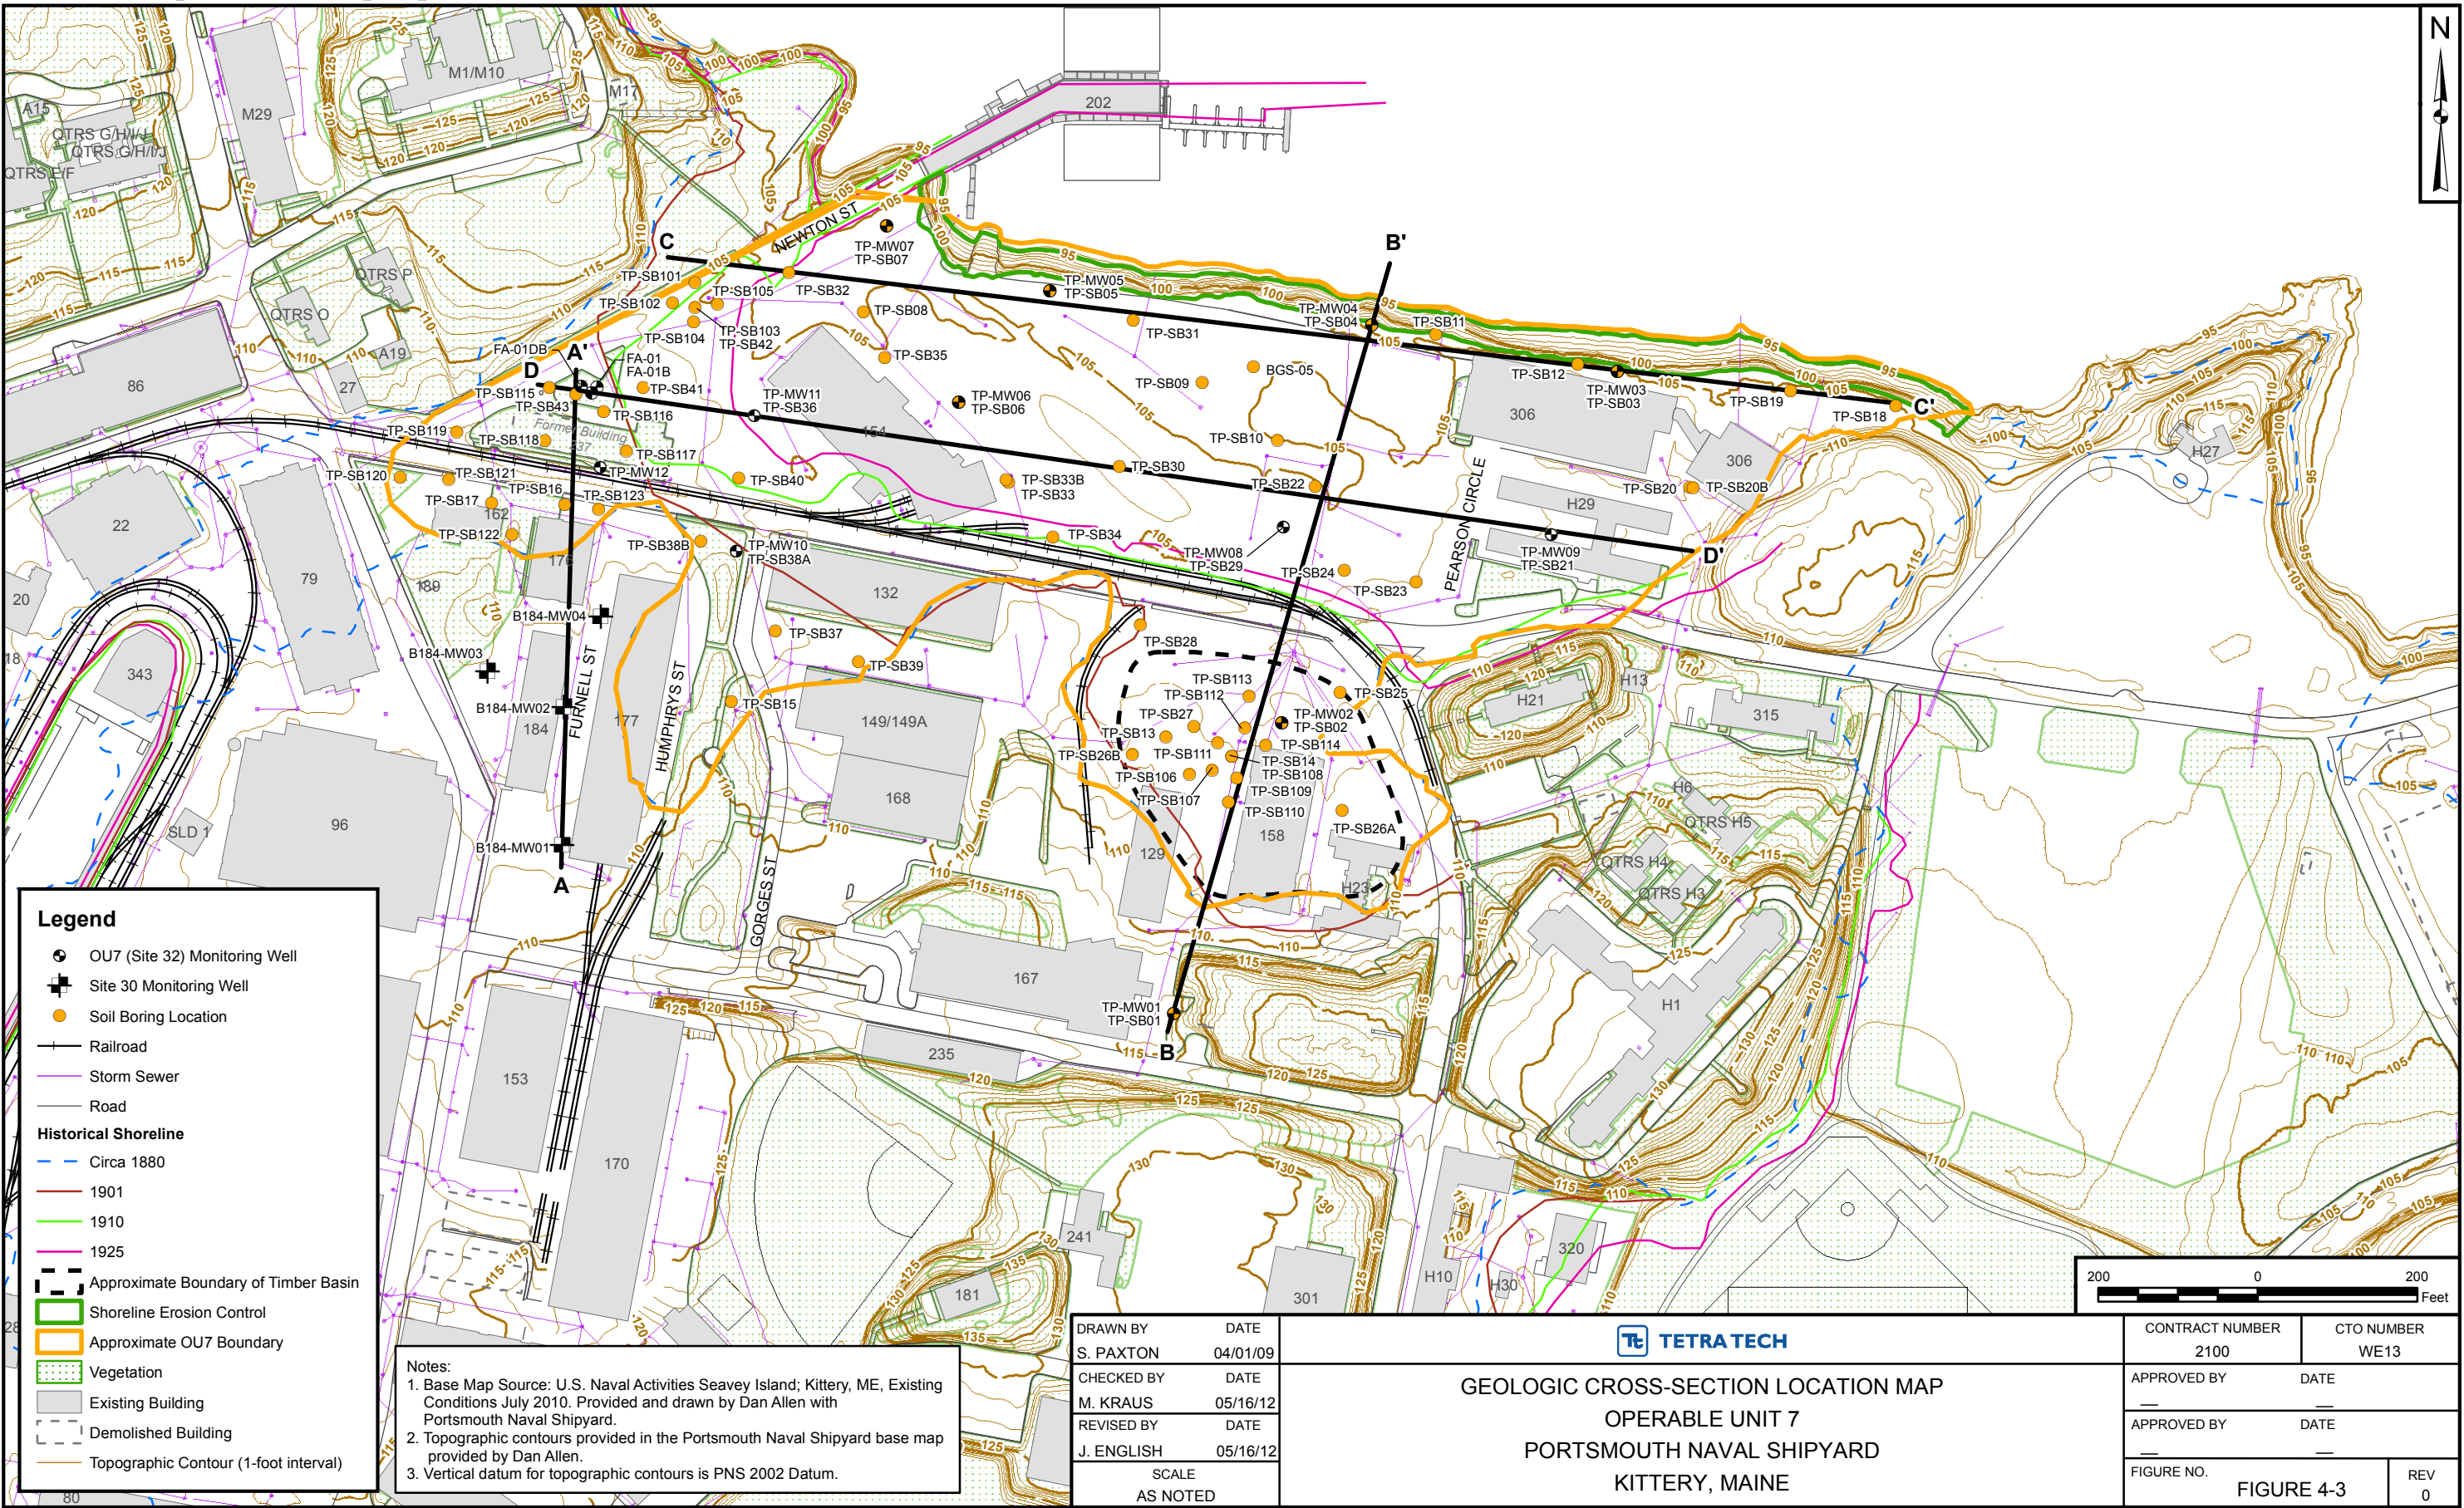 N
A15
QTRS G/H/I/J
QTRS G/H/I/J
QTRS E/F
M29
M1/M10
M17
202
QTRS P
QTRS O
A19
27
86
22
79
20
18
343
SLD 1
96
189
162
176
177
184
132
149/149A
168
154
Former Building
237
306
306
H29
H27
H21
H13
315
H6
QTRS H5
QTRS H4
QTRS H3
H1
H23
158
129
167
235
153
170
241
181
301
H10
H30
320
80
28
NEWTON ST
PEARSON CIRCLE
FURNELL ST
HUMPHRYS ST
GORGES ST
C
C'
B'
B
A'
A
D
D'
TP-MW07
TP-SB07
TP-SB101
TP-SB102
TP-SB105
TP-SB32
TP-SB103
TP-SB42
TP-SB104
TP-SB08
TP-SB35
TP-MW05
TP-SB05
TP-SB31
TP-MW04
TP-SB04
TP-SB11
FA-01DB
FA-01
FA-01B
TP-SB41
TP-SB115
TP-SB43
TP-SB116
TP-MW11
TP-SB36
TP-MW06
TP-SB06
TP-SB09
BGS-05
TP-SB12
TP-MW03
TP-SB03
TP-SB19
TP-SB18
TP-SB119
TP-SB118
TP-SB117
TP-MW12
TP-SB10
TP-SB120
TP-SB121
TP-SB17
TP-SB16
TP-SB123
TP-SB122
TP-SB40
TP-SB33B
TP-SB33
TP-SB30
TP-SB22
TP-SB20
TP-SB20B
TP-SB38B
TP-MW10
TP-SB38A
TP-SB34
TP-MW08
TP-SB29
TP-MW09
TP-SB21
TP-SB24
TP-SB23
B184-MW04
B184-MW03
B184-MW02
B184-MW01
TP-SB37
TP-SB39
TP-SB15
TP-SB28
TP-SB113
TP-SB112
TP-SB25
TP-SB27
TP-MW02
TP-SB02
TP-SB13
TP-SB111
TP-SB114
TP-SB26B
TP-SB14
TP-SB106
TP-SB108
TP-SB109
TP-SB107
TP-SB110
TP-SB26A
TP-MW01
TP-SB01
Legend
OU7 (Site 32) Monitoring Well
Site 30 Monitoring Well
Soil Boring Location
Railroad
Storm Sewer
Road
Historical Shoreline
Circa 1880
1901
1910
1925
Approximate Boundary of Timber Basin
Shoreline Erosion Control
Approximate OU7 Boundary
Vegetation
Existing Building
Demolished Building
Topographic Contour (1-foot interval)
Notes:
1. Base Map Source: U.S. Naval Activities Seavey Island; Kittery, ME, Existing
Conditions July 2010. Provided and drawn by Dan Allen with
Portsmouth Naval Shipyard.
2. Topographic contours provided in the Portsmouth Naval Shipyard base map
provided by Dan Allen.
3. Vertical datum for topographic contours is PNS 2002 Datum.
200 0 200
Feet
DRAWN BY DATE
S. PAXTON 04/01/09
CHECKED BY DATE
M. KRAUS 05/16/12
REVISED BY DATE
J. ENGLISH 05/16/12
SCALE
AS NOTED
Tt TETRA TECH
GEOLOGIC CROSS-SECTION LOCATION MAP
OPERABLE UNIT 7
PORTSMOUTH NAVAL SHIPYARD
KITTERY, MAINE
CONTRACT NUMBER
2100
CTO NUMBER
WE13
APPROVED BY DATE
— —
APPROVED BY DATE
— —
FIGURE NO.
FIGURE 4-3
REV
0